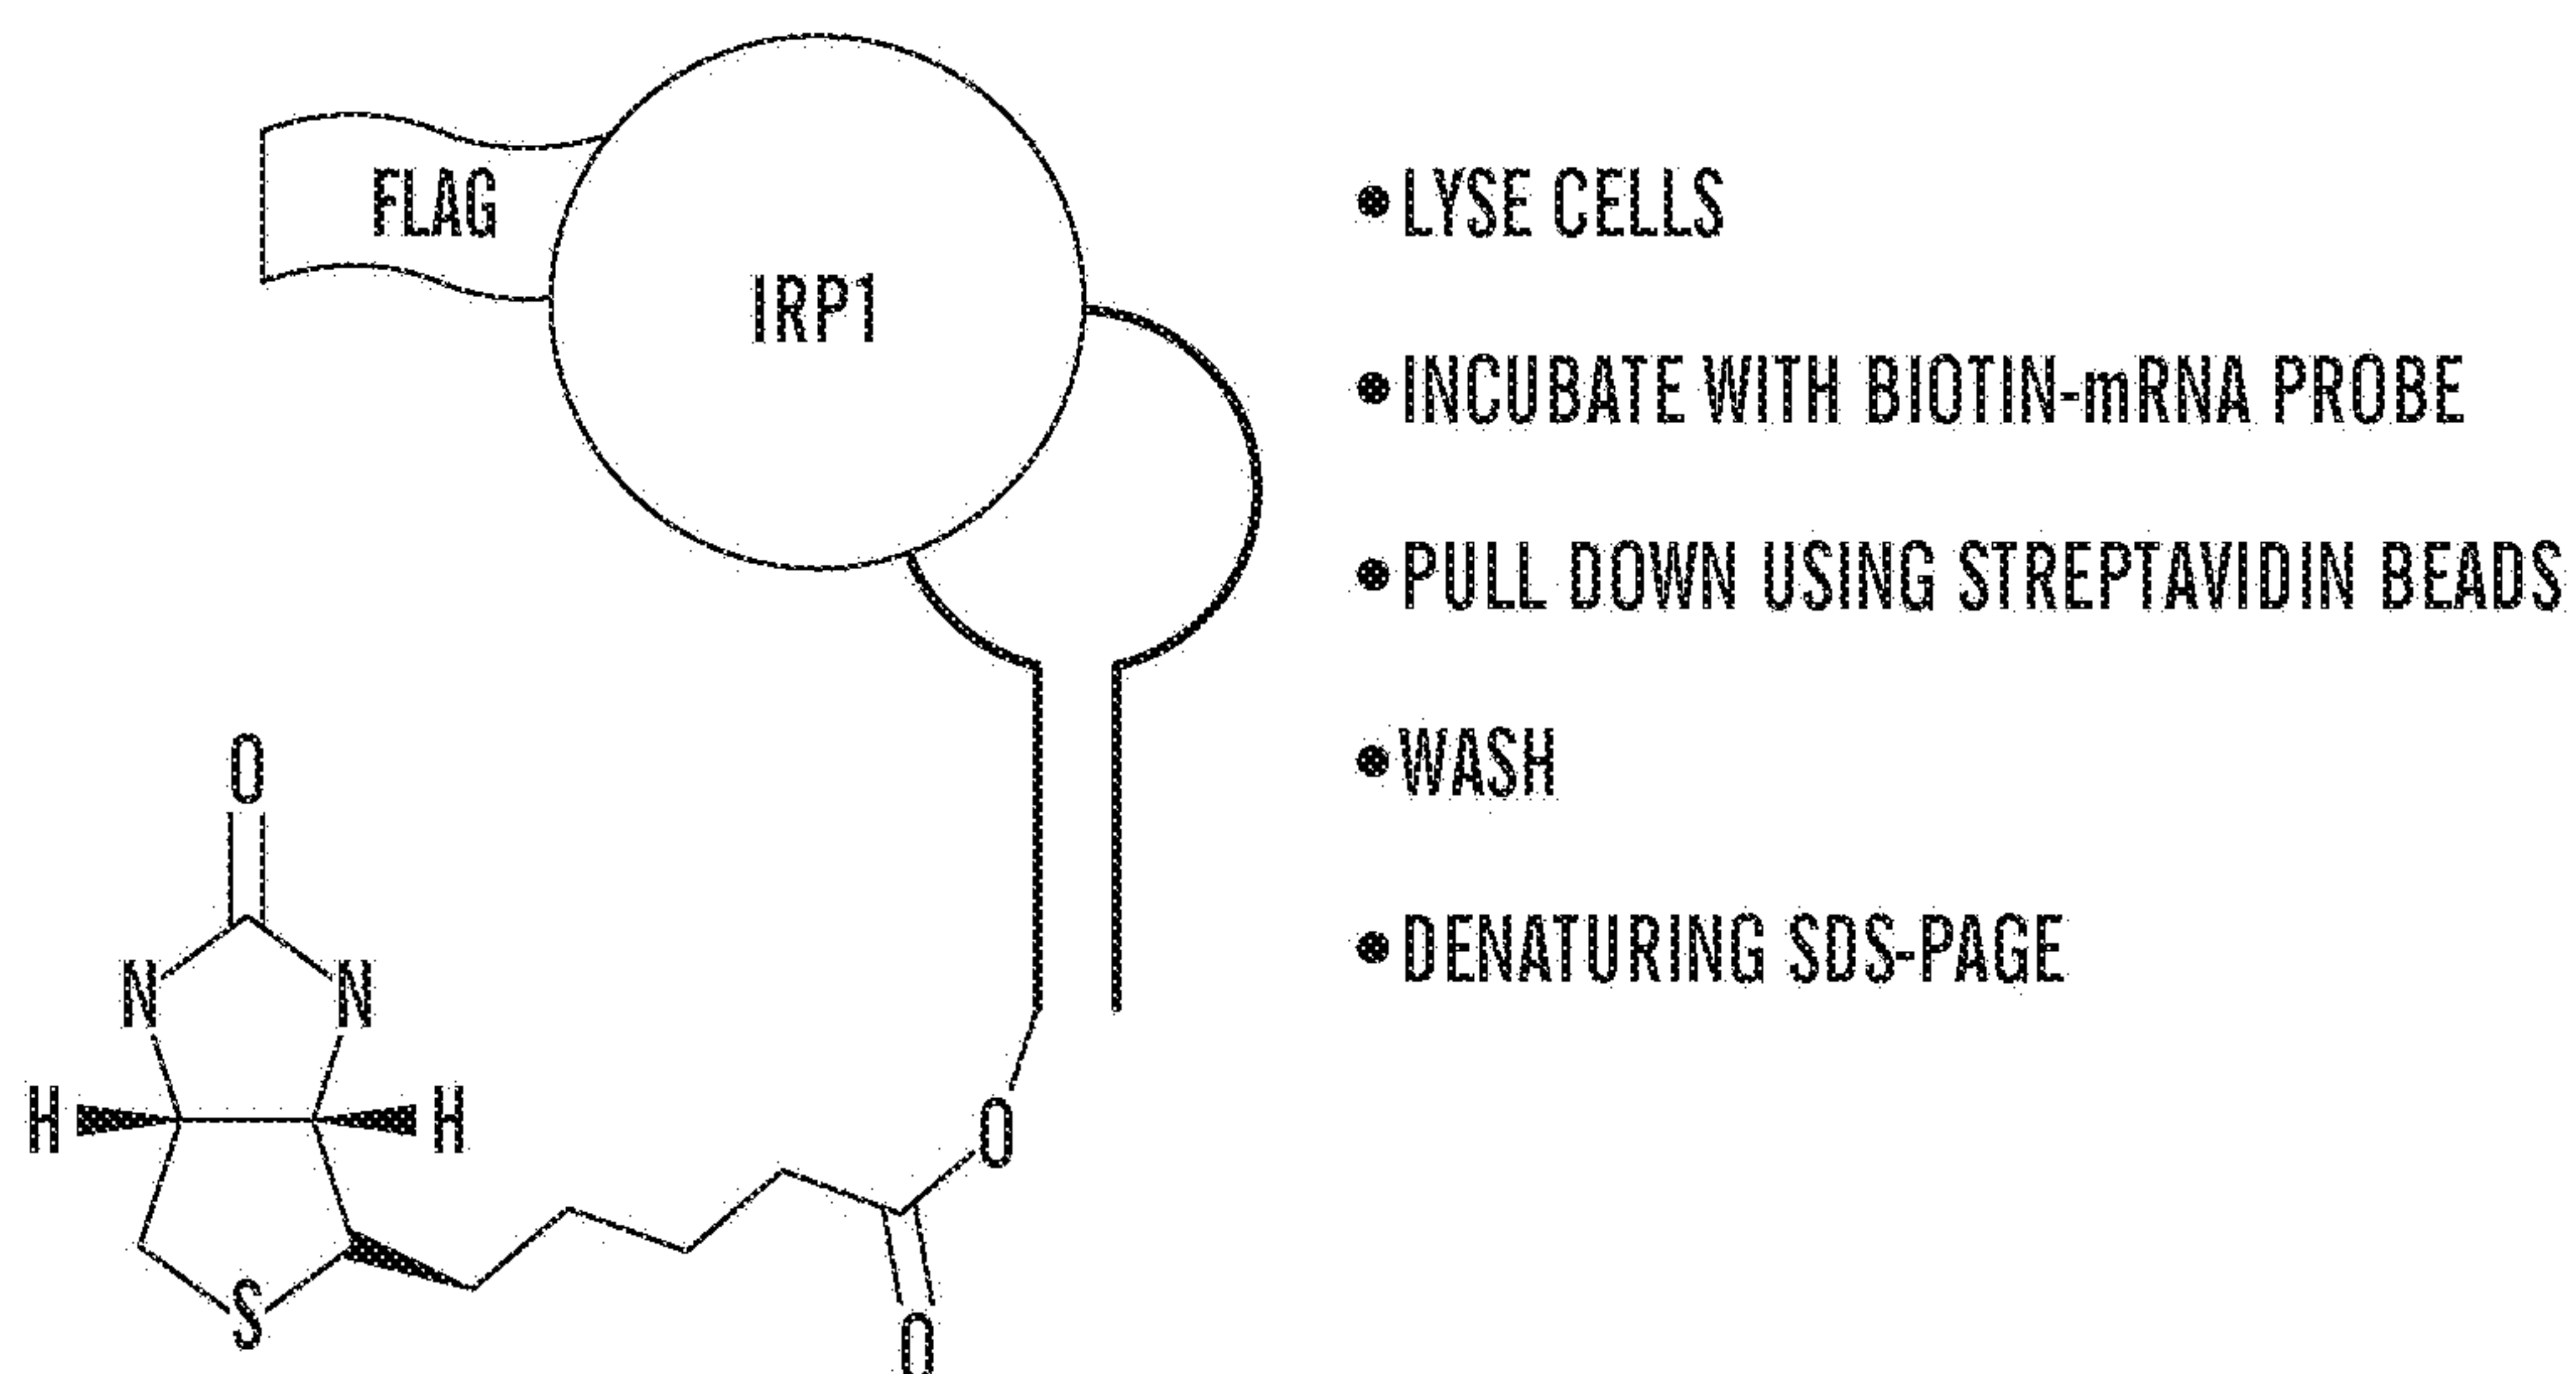 FLAG
IRP1
• LYSE CELLS
• INCUBATE WITH BIOTIN-mRNA PROBE
• PULL DOWN USING STREPTAVIDIN BEADS
• WASH
• DENATURING SDS-PAGE
O
N N
H H
S
O
O